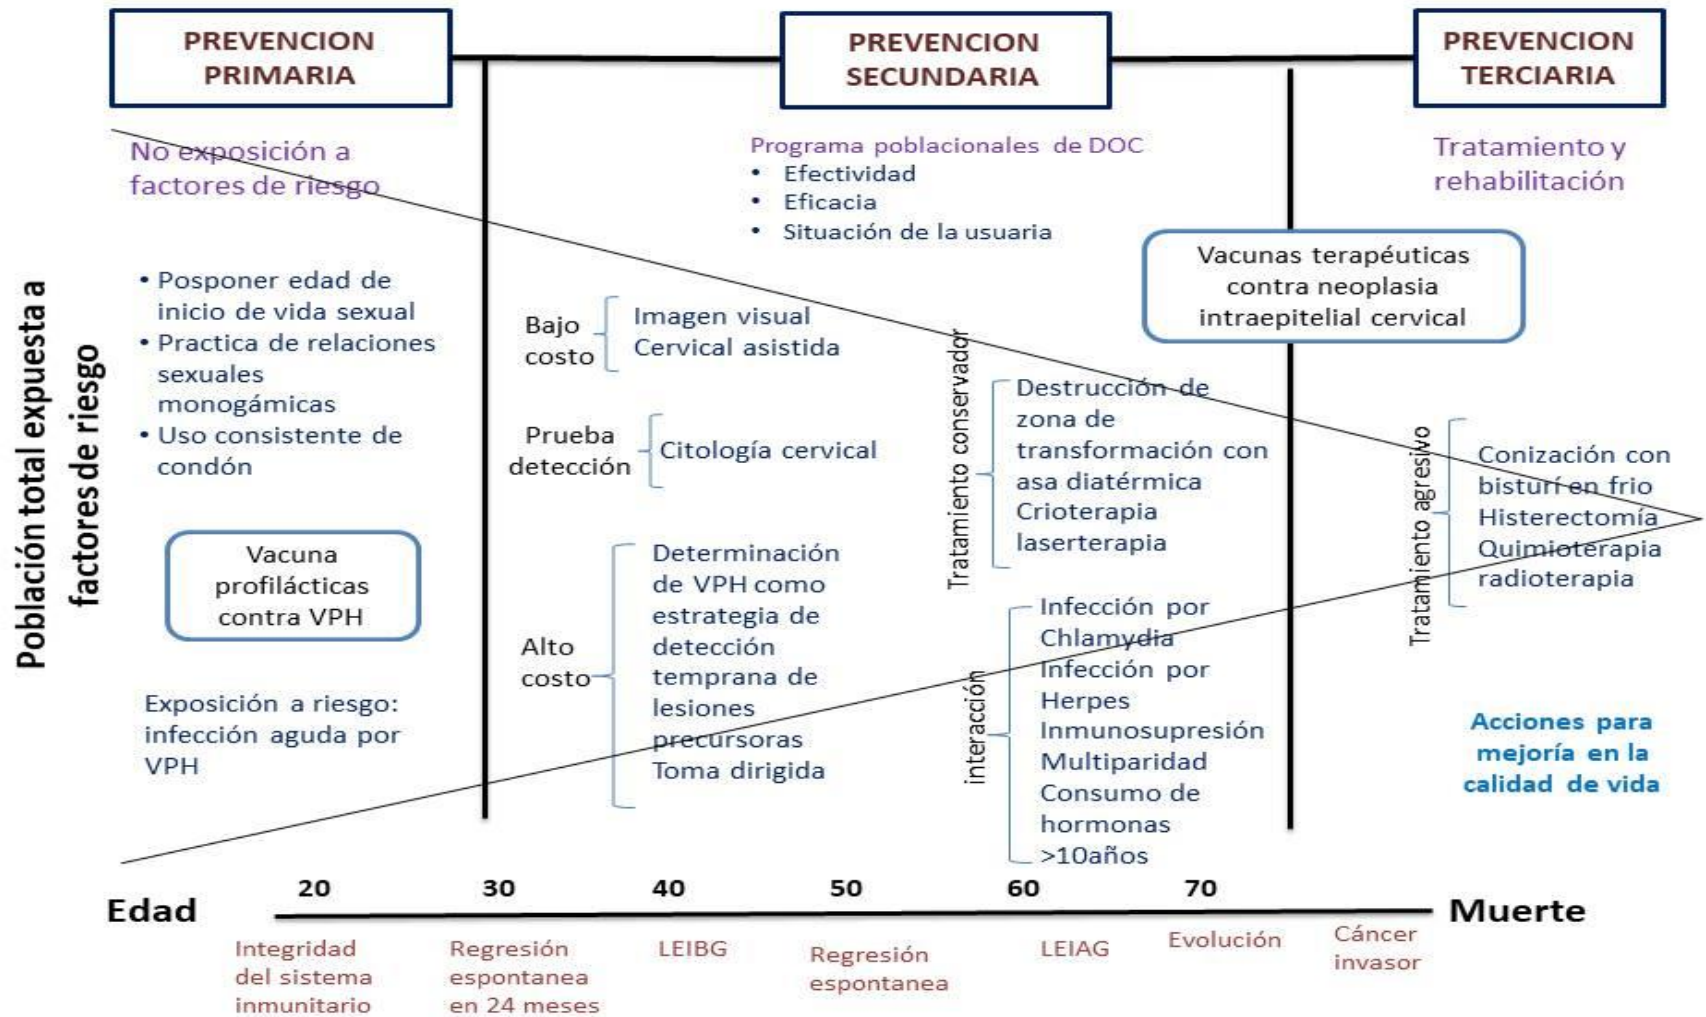 PREVENCION
PRIMARIA
PREVENCION
SECUNDARIA
PREVENCION
TERCIARIA
Población total expuesta a
factores de riesgo
No exposición a
factores de riesgo
• Posponer edad de
inicio de vida sexual
• Practica de relaciones
sexuales
monogámicas
• Uso consistente de
condón
Vacuna
profilácticas
contra VPH
Exposición a riesgo:
infección aguda por
VPH
Programa poblacionales de DOC
• Efectividad
• Eficacia
• Situación de la usuaria
Bajo
costo
Imagen visual
Cervical asistida
Prueba
detección
Citología cervical
Alto
costo
Determinación
de VPH como
estrategia de
detección
temprana de
lesiones
precursoras
Toma dirigida
Tratamiento conservador
Destrucción de
zona de
transformación con
asa diatérmica
Crioterapia
laserterapia
interacción
Infección por
Chlamydia
Infección por
Herpes
Inmunosupresión
Multiparidad
Consumo de
hormonas
>10años
Vacunas terapéuticas
contra neoplasia
intraepitelial cervical
Tratamiento y
rehabilitación
Tratamiento agresivo
Conización con
bisturí en frio
Histerectomía
Quimioterapia
radioterapia
Acciones para
mejoría en la
calidad de vida
20 30 40 50 60 70
Edad
Muerte
Integridad
del sistema
inmunitario
Regresión
espontanea
en 24 meses
LEIBG
Regresión
espontanea
LEIAG
Evolución
Cáncer
invasor